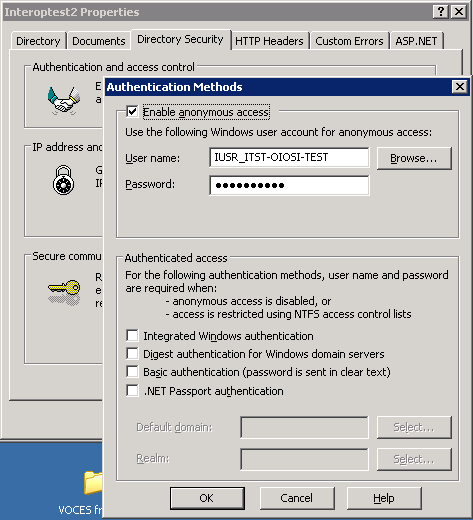 Interoptest2 Properties
Directory
Documents
Directory Security
HTTP Headers
Custom Errors
ASP.NET
Authentication and access control
E
a
IP address and
G
IP
Secure commu
R
e
re
Authentication Methods
Enable anonymous access
Use the following Windows user account for anonymous access:
User name:
IUSR_ITST-OIOSI-TEST
Browse...
Password:
●●●●●●●●●●
Authenticated access
For the following authentication methods, user name and password
are required when:
- anonymous access is disabled, or
- access is restricted using NTFS access control lists
Integrated Windows authentication
Digest authentication for Windows domain servers
Basic authentication (password is sent in clear text)
.NET Passport authentication
Default domain:
Select...
Realm:
Select...
OK
Cancel
Help
VOCES fr